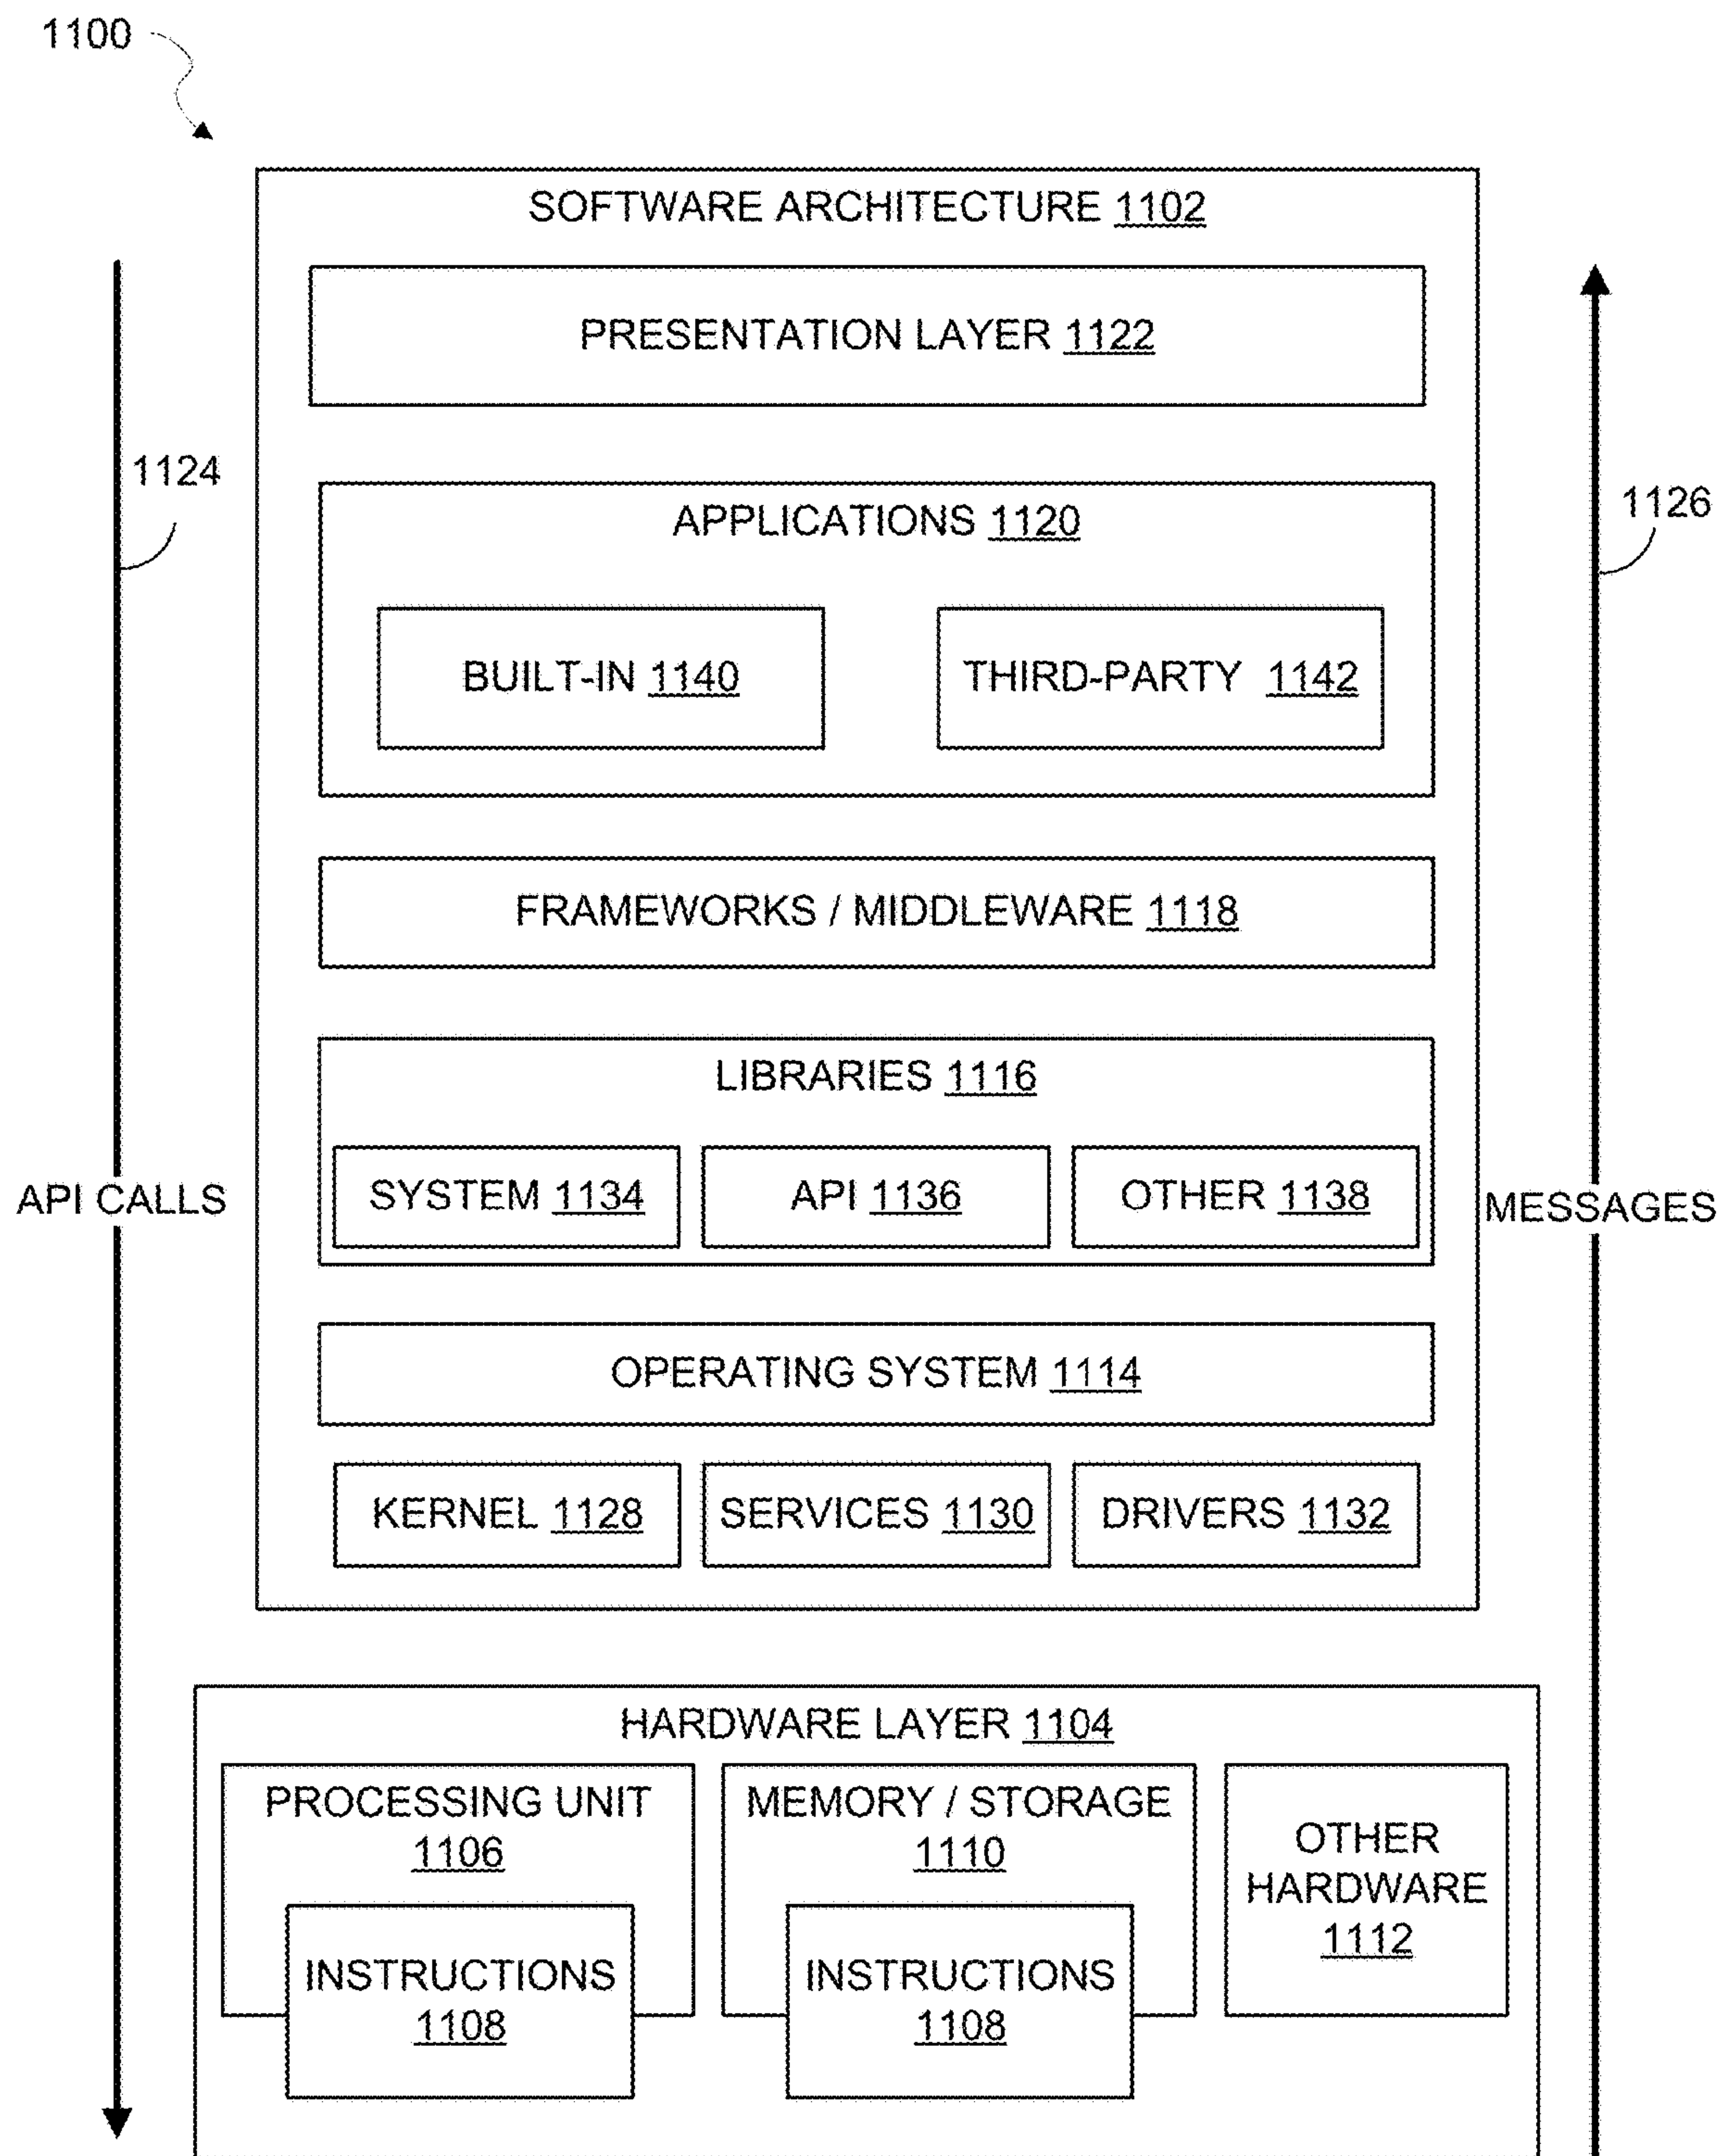 1100
SOFTWARE ARCHITECTURE 1102
PRESENTATION LAYER 1122
1124
1126
APPLICATIONS 1120
BUILT-IN 1140
THIRD-PARTY 1142
FRAMEWORKS / MIDDLEWARE 1118
LIBRARIES 1116
SYSTEM 1134
API 1136
OTHER 1138
API CALLS
MESSAGES
OPERATING SYSTEM 1114
KERNEL 1128
SERVICES 1130
DRIVERS 1132
HARDWARE LAYER 1104
PROCESSING UNIT
1106
INSTRUCTIONS
1108
MEMORY / STORAGE
1110
INSTRUCTIONS
1108
OTHER
HARDWARE
1112